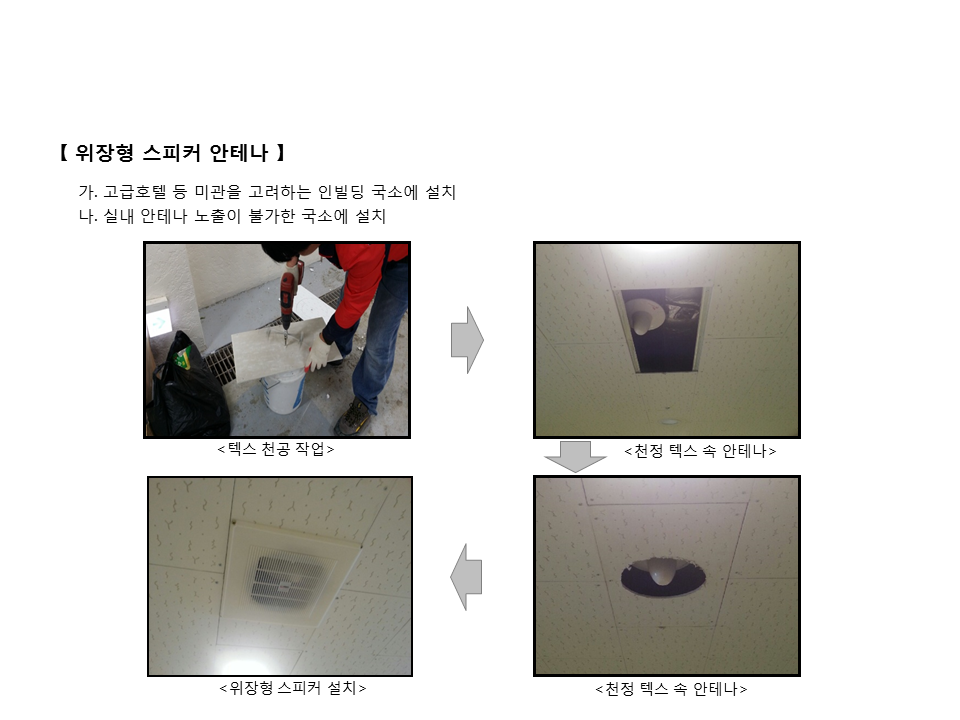 【 위장형 스피커 안테나 】
가. 고급호텔 등 미관을 고려하는 인빌딩 국소에 설치
나. 실내 안테나 노출이 불가한 국소에 설치
<텍스 천공 작업>
<천정 텍스 속 안테나>
<위장형 스피커 설치>
<천정 텍스 속 안테나>